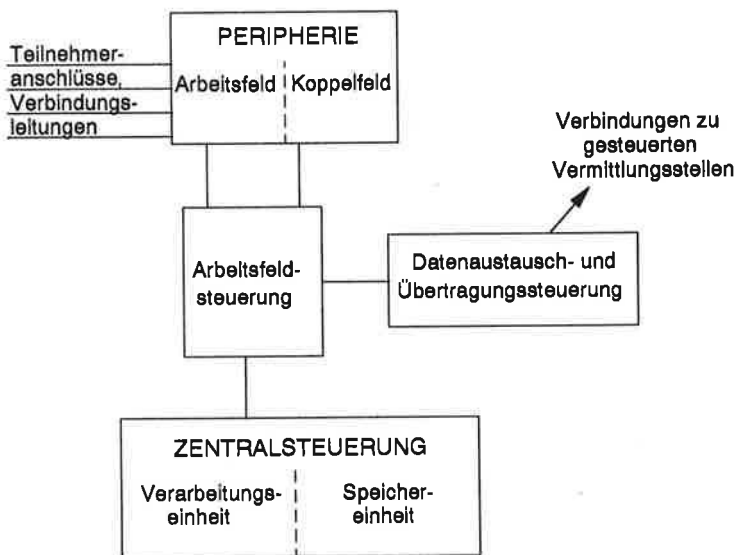 PERIPHERIE
Teilnehmer-
anschlüsse,
Verbindungs-
leitungen
Arbeitsfeld
Koppelfeld
Verbindungen zu
gesteuerten
Vermittlungsstellen
Arbeitsfeld-
steuerung
Datenaustausch- und
Übertragungssteuerung
ZENTRALSTEUERUNG
Verarbeitungs-
einheit
Speicher-
einheit